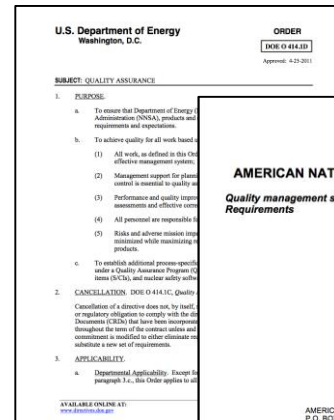 U.S. Department of Energy
Washington, D.C.
ORDER
DOE O 414.1D
Approved: 4-25-2011
SUBJECT: QUALITY ASSURANCE
1. PURPOSE.
a. To ensure that Department of Energy (
Administration (NNSA), products and
requirements and expectations.
b. To achieve quality for all work based
(1) All work, as defined in this Ord
effective management system;
(2) Management support for plann
control is essential to quality as
(3) Performance and quality improv
assessments and effective corre
(4) All personnel are responsible f
(5) Risks and adverse mission impa
minimized while maximizing r
products.
c. To establish additional process-specific
under a Quality Assurance Program (Q
items (S/CIs), and nuclear safety softwa
2. CANCELLATION. DOE O 414.1C, Quality
Cancellation of a directive does not, by itself,
or regulatory obligation to comply with the di
Documents (CRDs) that have been incorpora
throughout the term of the contract unless and
commitment is modified to either eliminate re
substitute a new set of requirements.
3. APPLICABILITY.
a. Departmental Applicability. Except fo
paragraph 3.c., this Order applies to all
AVAILABLE ONLINE AT:
www.directives.doe.gov
AMERICAN NAT
Quality management s
Requirements
AMERIC
P.O. BO